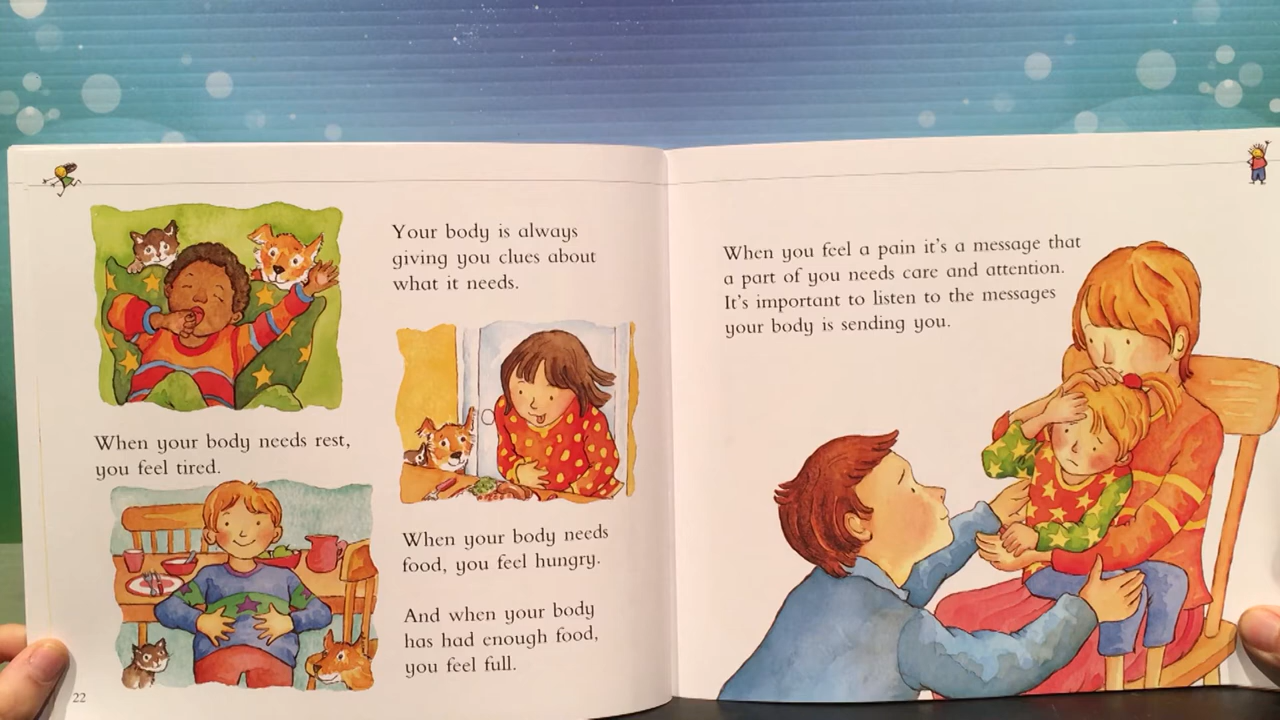 Your body is always
giving you clues about
what it needs.
When your body needs rest,
you feel tired.
When your body needs
food, you feel hungry.
And when your body
has had enough food,
you feel full.
22
When you feel a pain it's a message that
a part of you needs care and attention.
It's important to listen to the messages
your body is sending you.